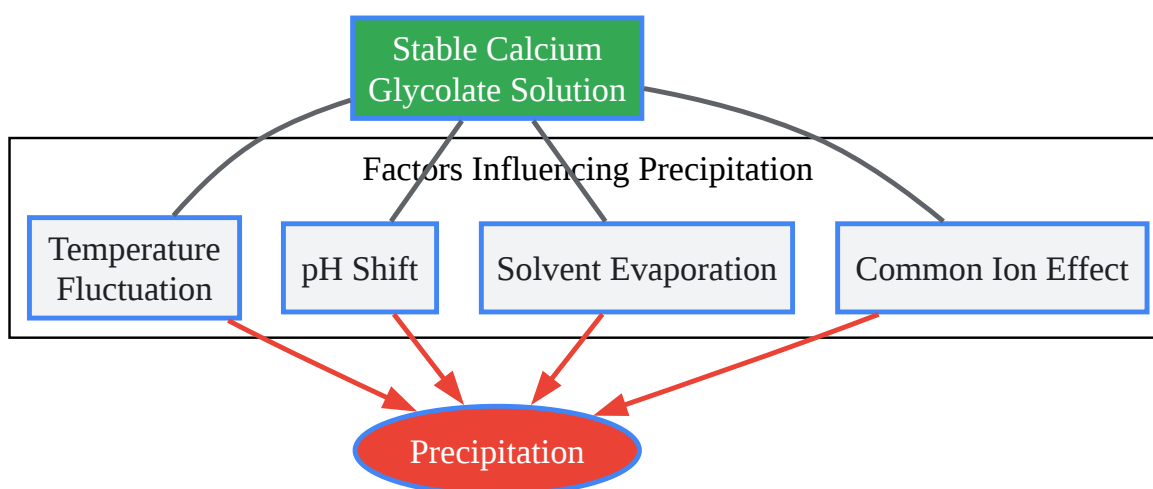 Stable Calcium
Glycolate Solution
Factors Influencing Precipitation
Temperature
Fluctuation
pH Shift
Solvent Evaporation
Common Ion Effect
Precipitation